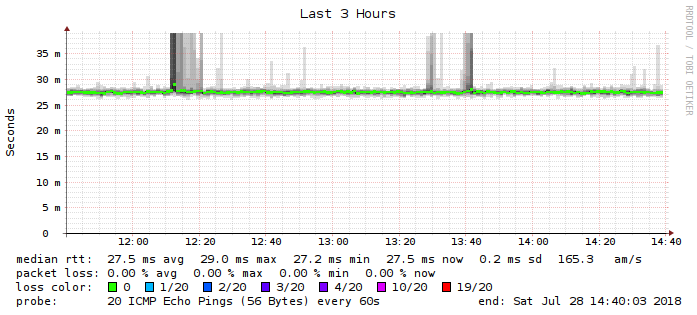 Last 3 Hours
RRDTOOL / TOBI OETIKER
Seconds
35 m
30 m
25 m
20 m
15 m
10 m
5 m
0
12:00 12:20 12:40 13:00 13:20 13:40 14:00 14:20 14:40
median rtt: 27.5 ms avg 29.0 ms max 27.2 ms min 27.5 ms now 0.2 ms sd 165.3 am/s
packet loss: 0.00 % avg 0.00 % max 0.00 % min 0.00 % now
loss color: 0 1/20 2/20 3/20 4/20 10/20 19/20
probe: 20 ICMP Echo Pings (56 Bytes) every 60s end: Sat Jul 28 14:40:03 2018